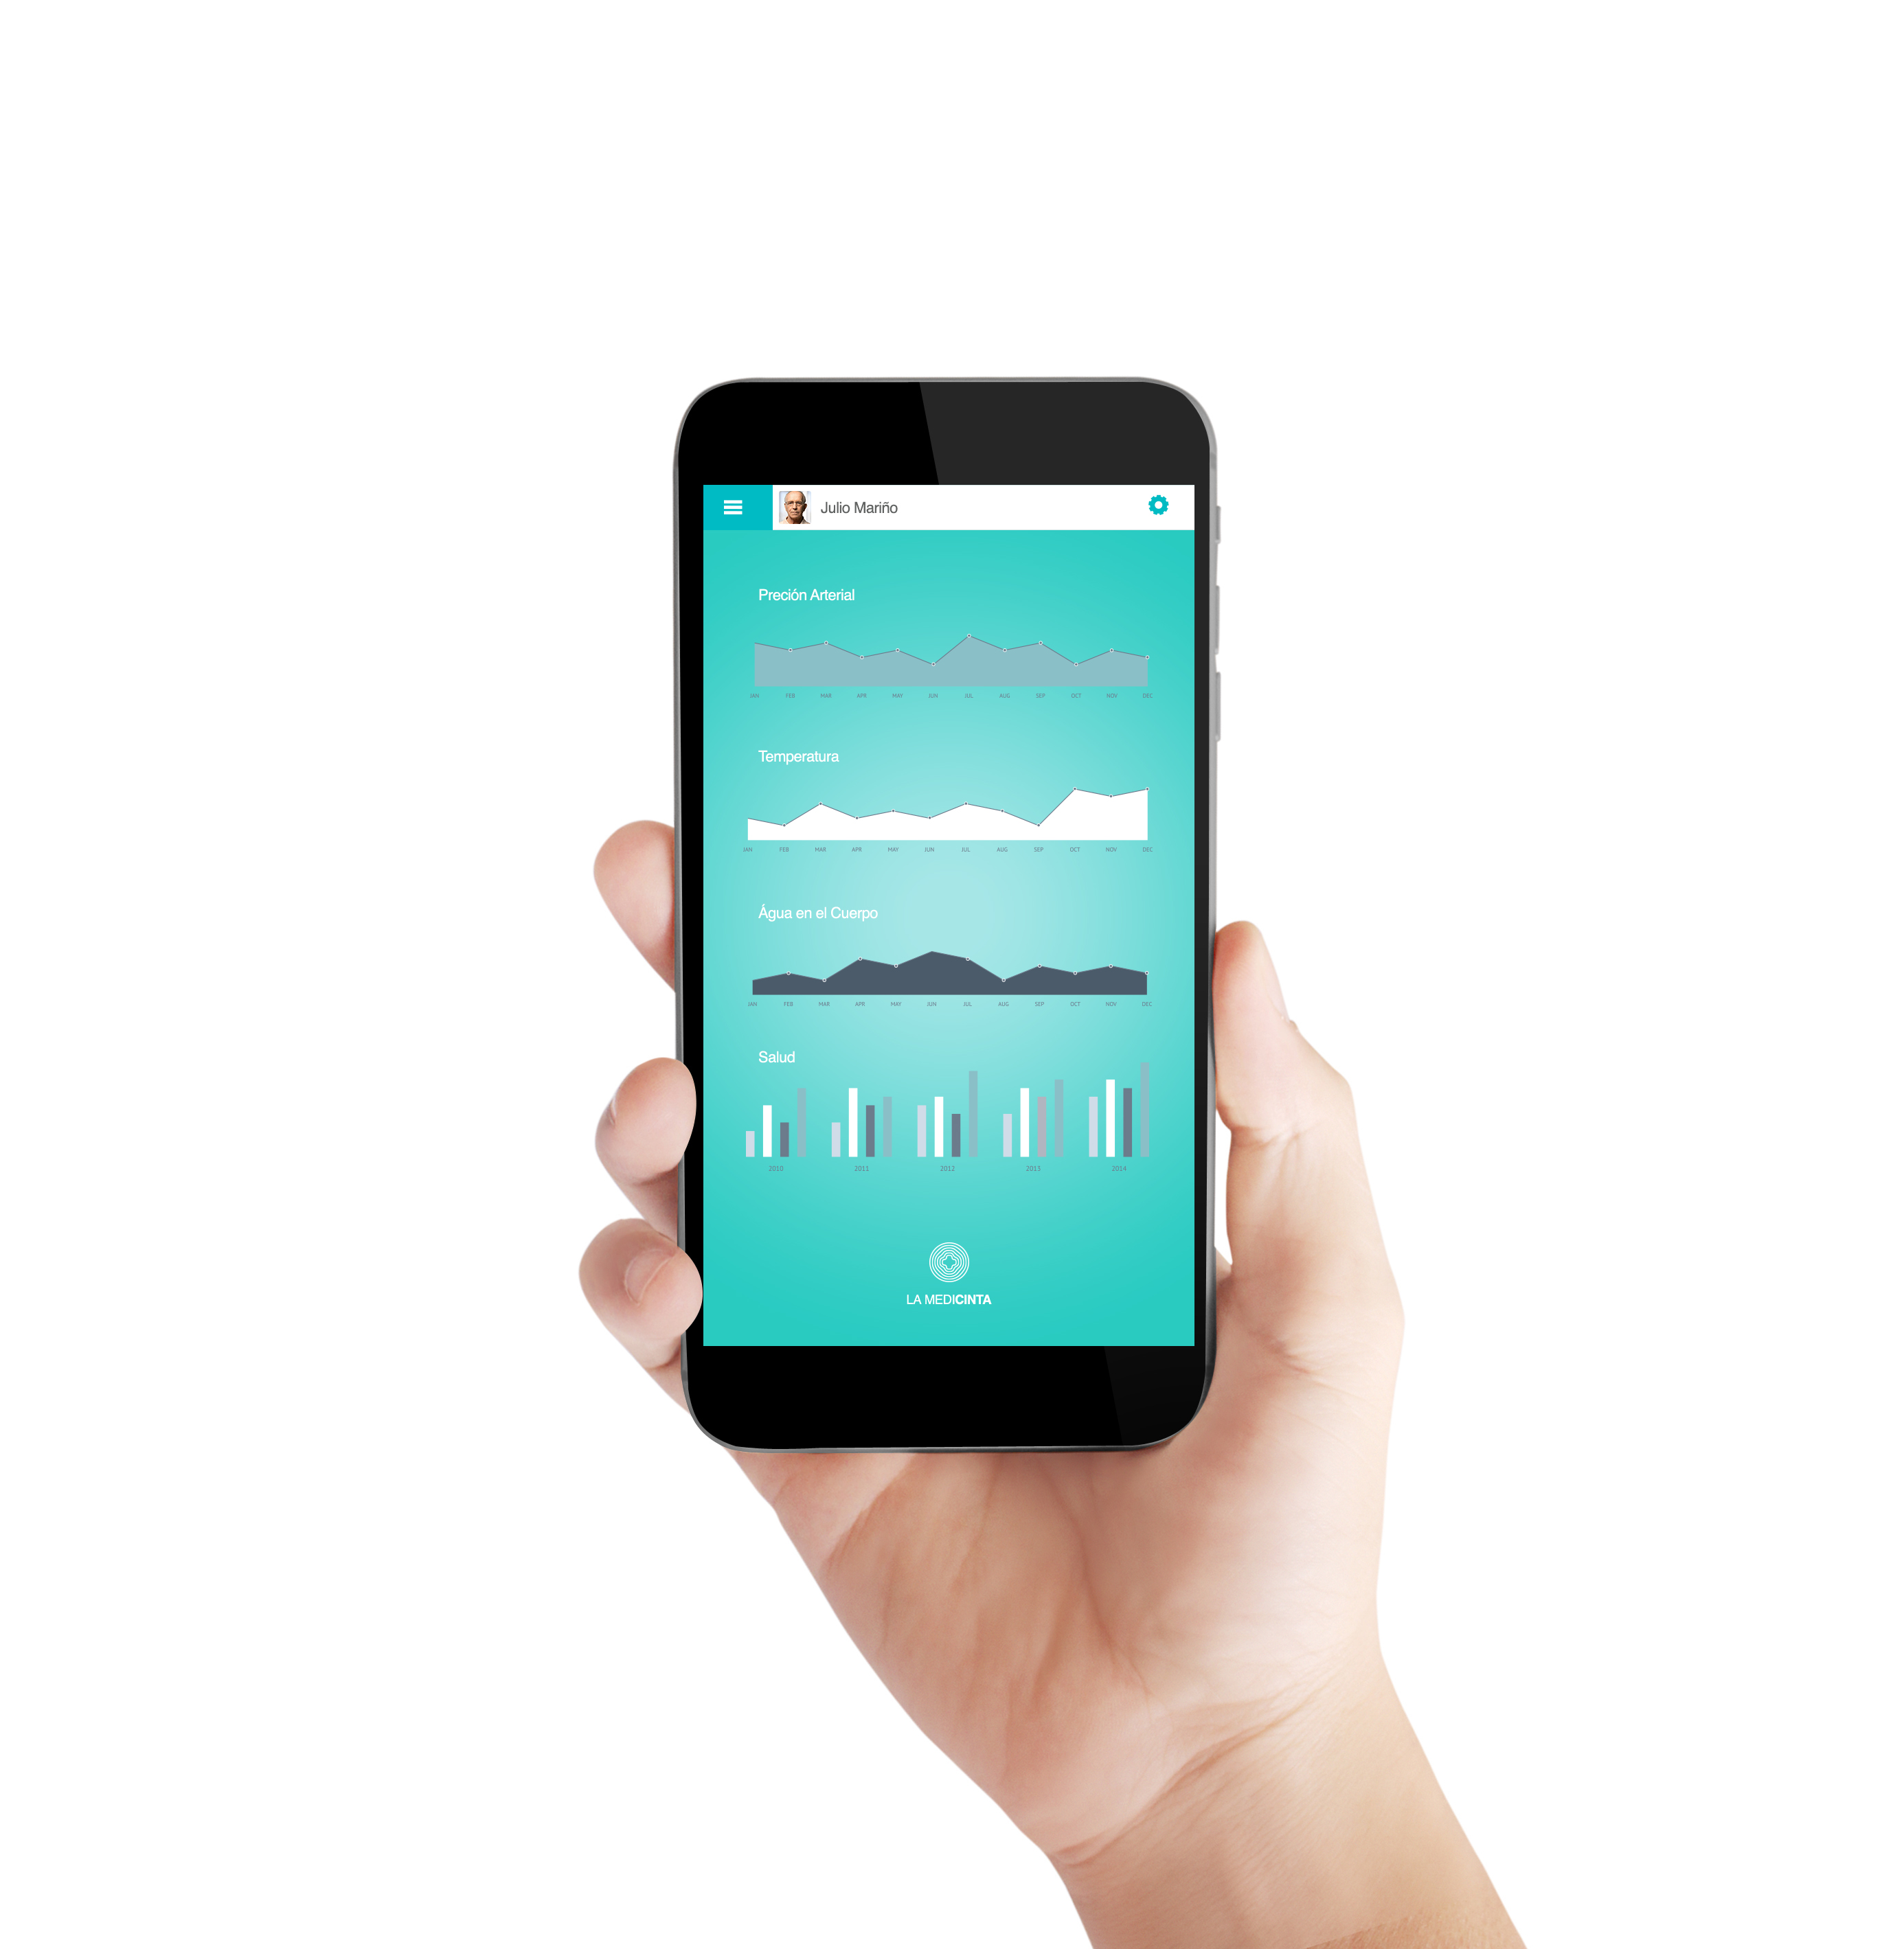 Julio Mariño
Preción Arterial
JAN FEB MAR APR MAY JUN JUL AUG SEP OCT NOV DEC
Temperatura
JAN FEB MAR APR MAY JUN JUL AUG SEP OCT NOV DEC
Água en el Cuerpo
JAN FEB MAR APR MAY JUN JUL AUG SEP OCT NOV DEC
Salud
2010 2011 2012 2013 2014
LA MEDICINTA